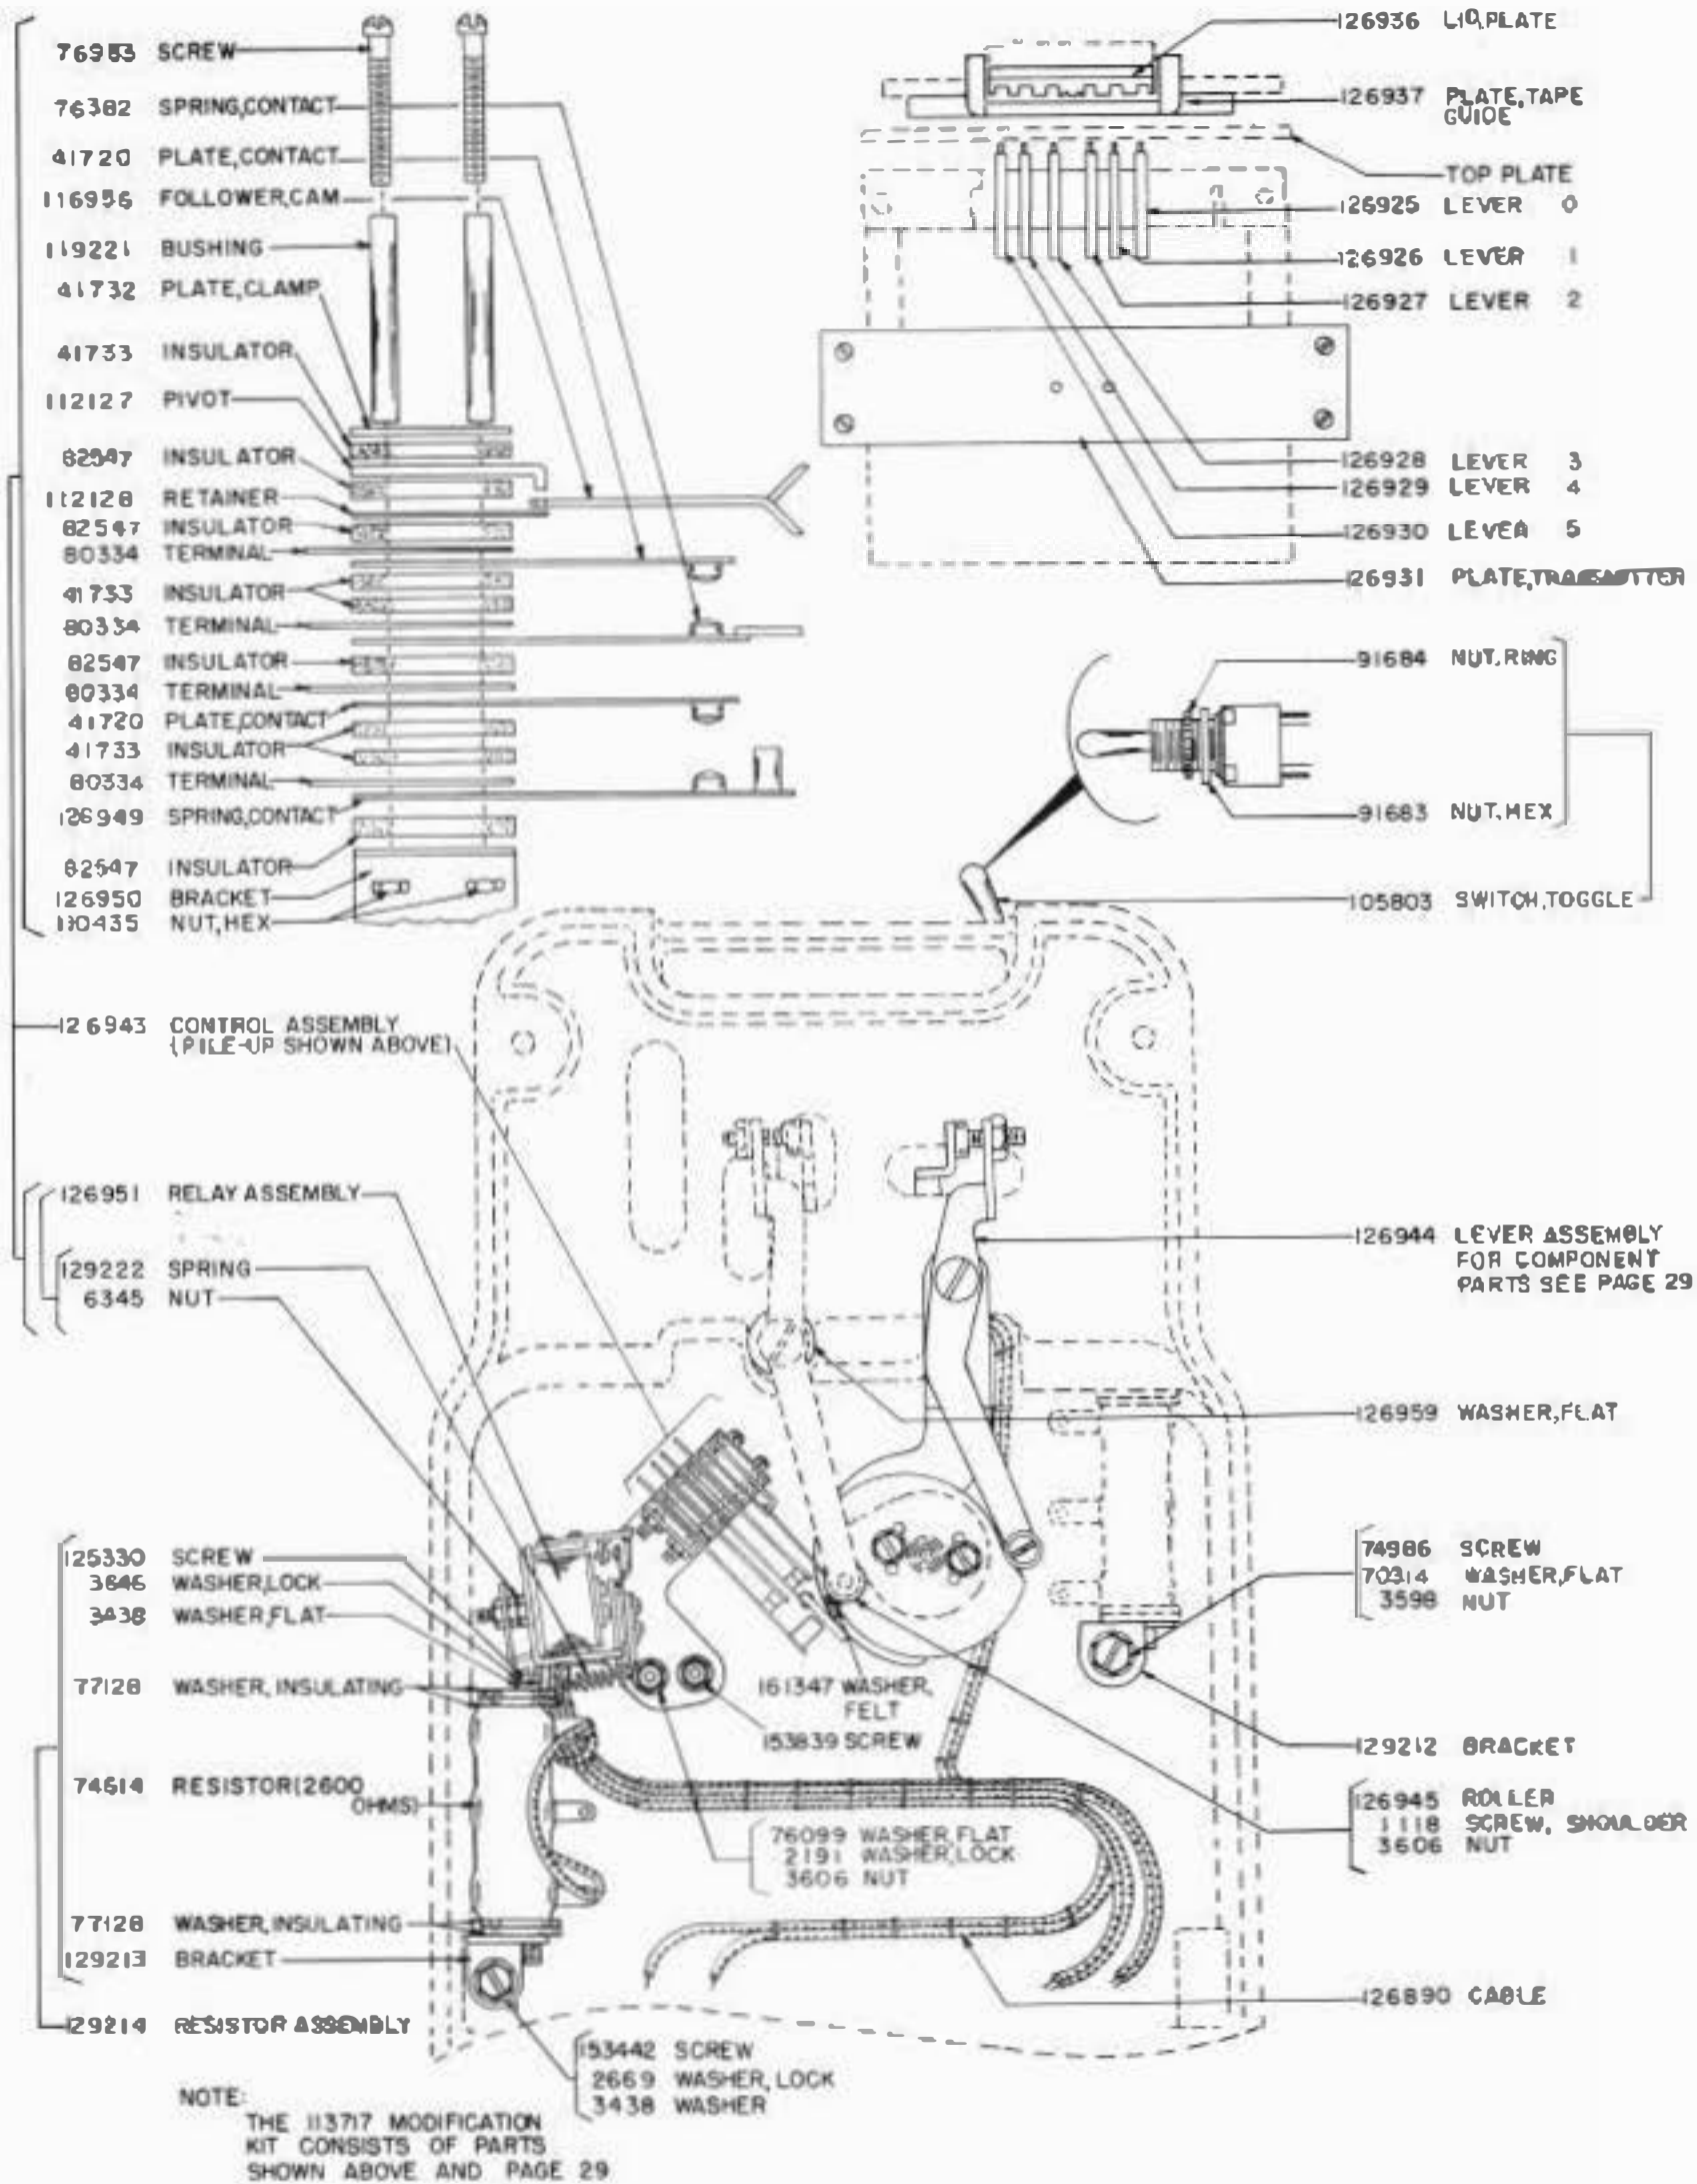 76983 SCREW
76382 SPRING,CONTACT
41720 PLATE,CONTACT
116956 FOLLOWER,CAM
119221 BUSHING
41732 PLATE,CLAMP
41733 INSULATOR
112127 PIVOT
82547 INSULATOR
112128 RETAINER
82547 INSULATOR
80334 TERMINAL
41733 INSULATOR
80334 TERMINAL
82547 INSULATOR
80334 TERMINAL
41720 PLATE,CONTACT
41733 INSULATOR
80334 TERMINAL
126949 SPRING,CONTACT
82547 INSULATOR
126950 BRACKET
110435 NUT,HEX
126943 CONTROL ASSEMBLY
(PILE-UP SHOWN ABOVE)
126951 RELAY ASSEMBLY
129222 SPRING
6345 NUT
125330 SCREW
3646 WASHER,LOCK
3438 WASHER,FLAT
77128 WASHER, INSULATING
74614 RESISTOR(2600
OHMS)
77128 WASHER, INSULATING
129213 BRACKET
129214 RESISTOR ASSEMBLY
126936 LID,PLATE
126937 PLATE,TAPE
GUIDE
TOP PLATE
126925 LEVER 0
126926 LEVER 1
126927 LEVER 2
126928 LEVER 3
126929 LEVER 4
126930 LEVER 5
126931 PLATE,
91684 NUT,RING
91683 NUT,HEX
105803 SWITCH,TOGGLE
126944 LEVER ASSEMBLY
FOR COMPONENT
PARTS SEE PAGE 29
126959 WASHER,FLAT
74986 SCREW
70314 WASHER,FLAT
3598 NUT
161347 WASHER,
FELT
153839 SCREW
129212 BRACKET
126945 ROLLER
1118 SCREW, SHOULDER
3606 NUT
76099 WASHER,FLAT
2191 WASHER,LOCK
3606 NUT
126890 CABLE
153442 SCREW
2669 WASHER, LOCK
3438 WASHER
NOTE:
THE 113717 MODIFICATION
KIT CONSISTS OF PARTS
SHOWN ABOVE AND PAGE 29